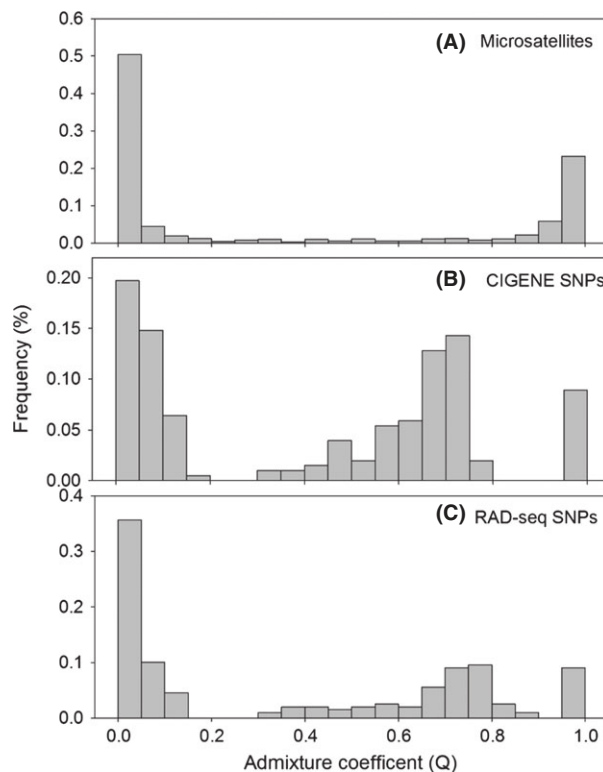 0.6
(A) Microsatellites
0.5
0.4
0.3
0.2
0.1
0.0
(B) CIGENE SNPs
0.20
0.15
0.10
0.05
0.00
Frequency (%)
0.4
(C) RAD-seq SNPs
0.3
0.2
0.1
0.0
0.0 0.2 0.4 0.6 0.8 1.0
Admixture coefficent (Q)